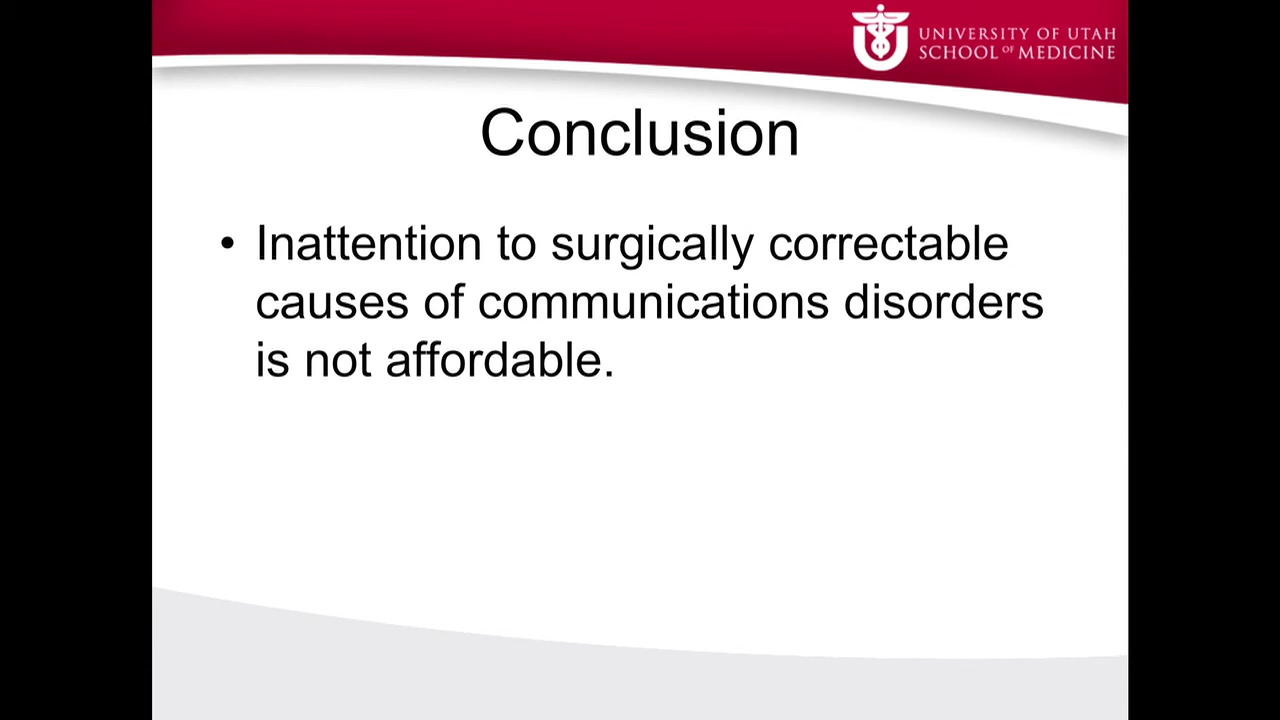 UNIVERSITY OF UTAH
SCHOOL OF MEDICINE
Conclusion
• Inattention to surgically correctable
causes of communications disorders
is not affordable.